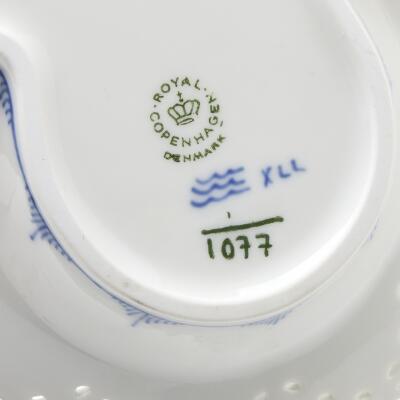 ROYAL
COPENHAGEN
DENMARK
XLL
1
1077